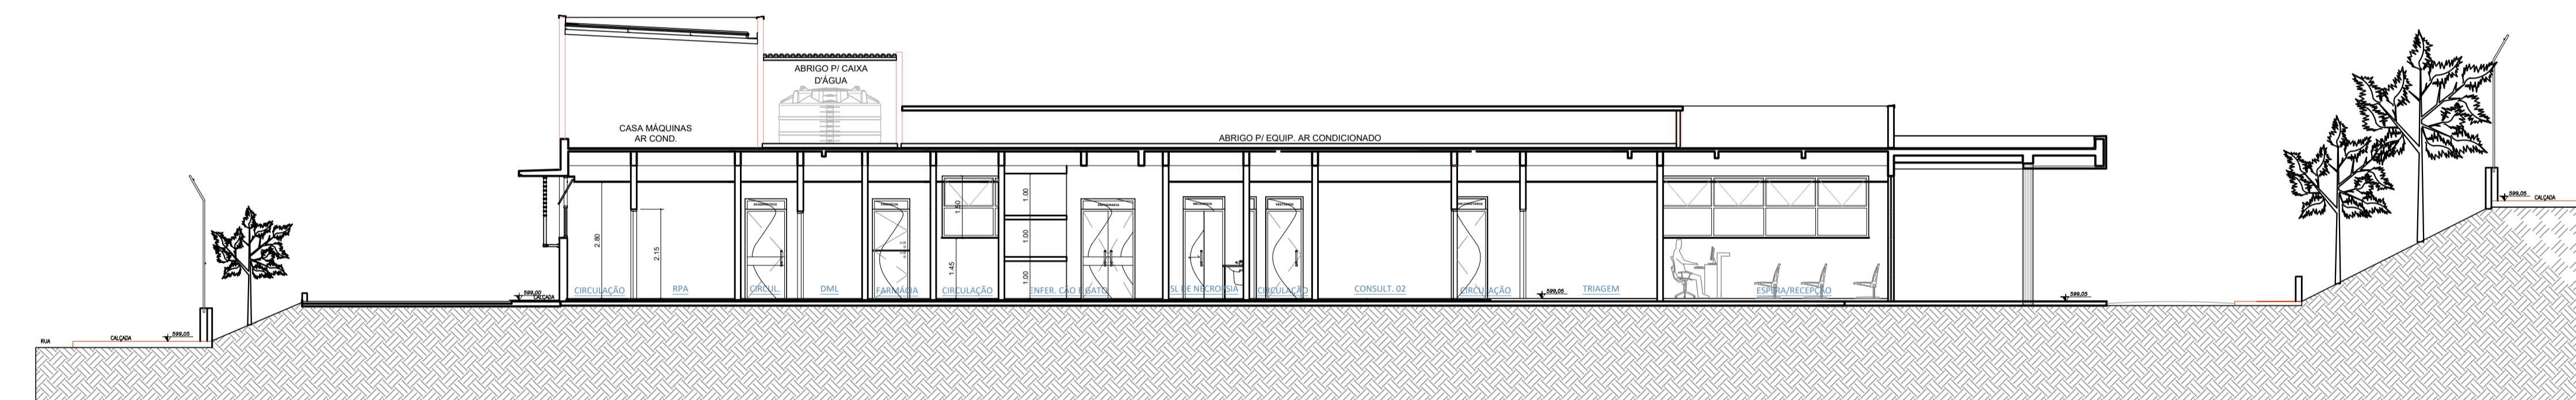 ABRIGO P/ CAIXA
D'ÁGUA
CASA MÁQUINAS
AR COND.
ABRIGO P/ EQUIP. AR CONDICIONADO
2.80
2.15
1.50
1.45
1.00
1.00
1.00
FARMÁCIA
NECROPSIA
CIRCULAÇÃO
RPA
CIRCUL.
DML
FARMÁCIA
CIRCULAÇÃO
ENFER. CÃO E GATO
SL DE NECROPSIA
CIRCULAÇÃO
CONSULT. 02
CIRCULAÇÃO
TRIAGEM
ESPERA/RECEPÇÃO
599,00
CALÇADA
599,05
599,05
599,05
CALÇADA
RUA
CALÇADA
599,05